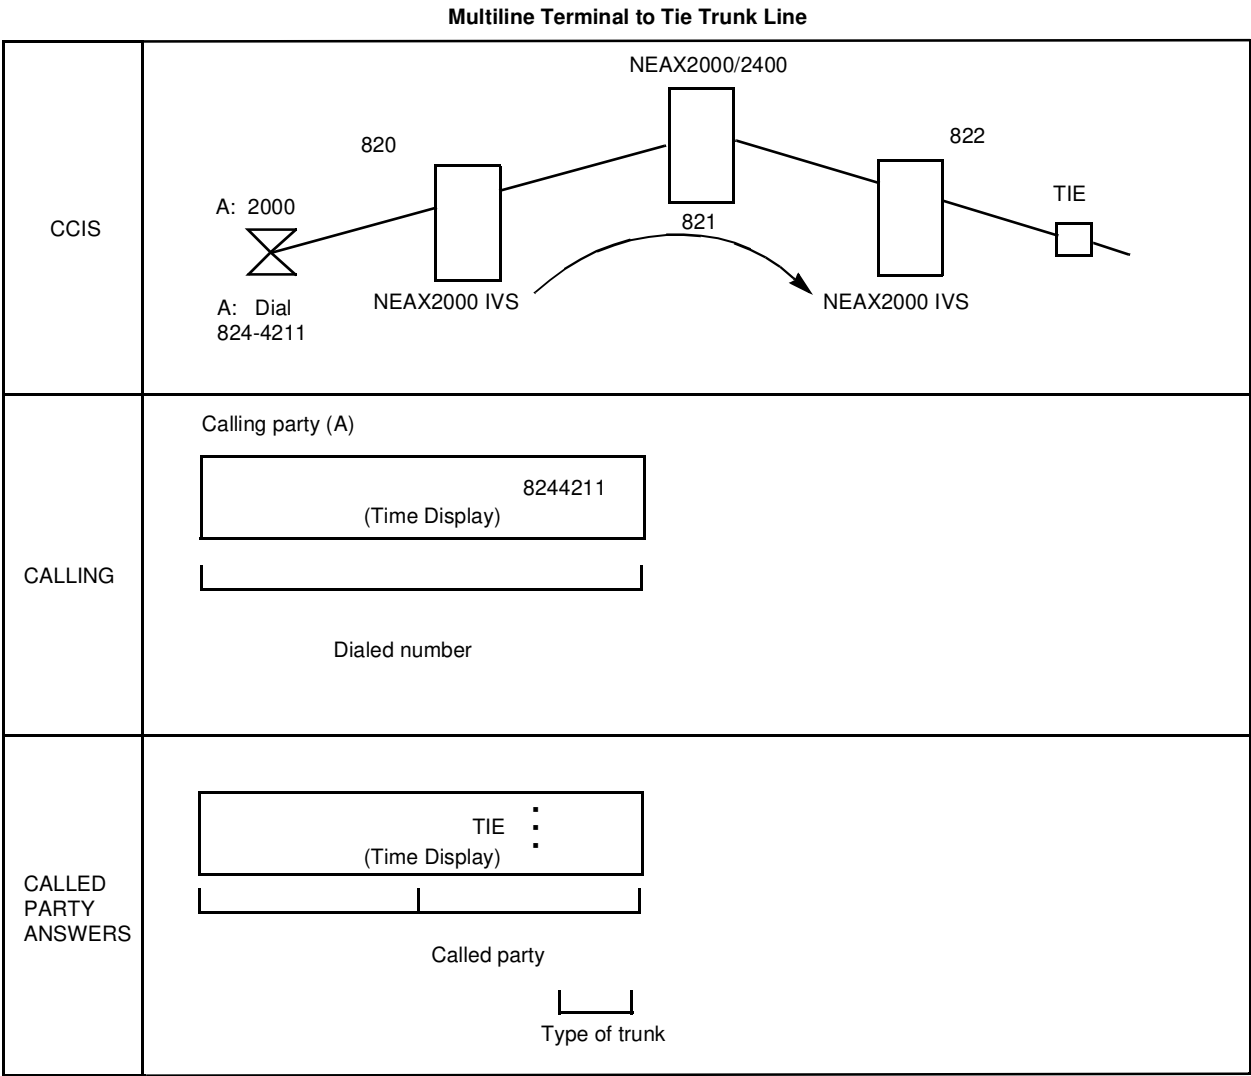 Multiline Terminal to Tie Trunk Line
CCIS
NEAX2000/2400
820
822
A: 2000
TIE
821
A: Dial
824-4211
NEAX2000 IVS
NEAX2000 IVS
CALLING
Calling party (A)
8244211
(Time Display)
Dialed number
CALLED
PARTY
ANSWERS
TIE
(Time Display)
Called party
Type of trunk